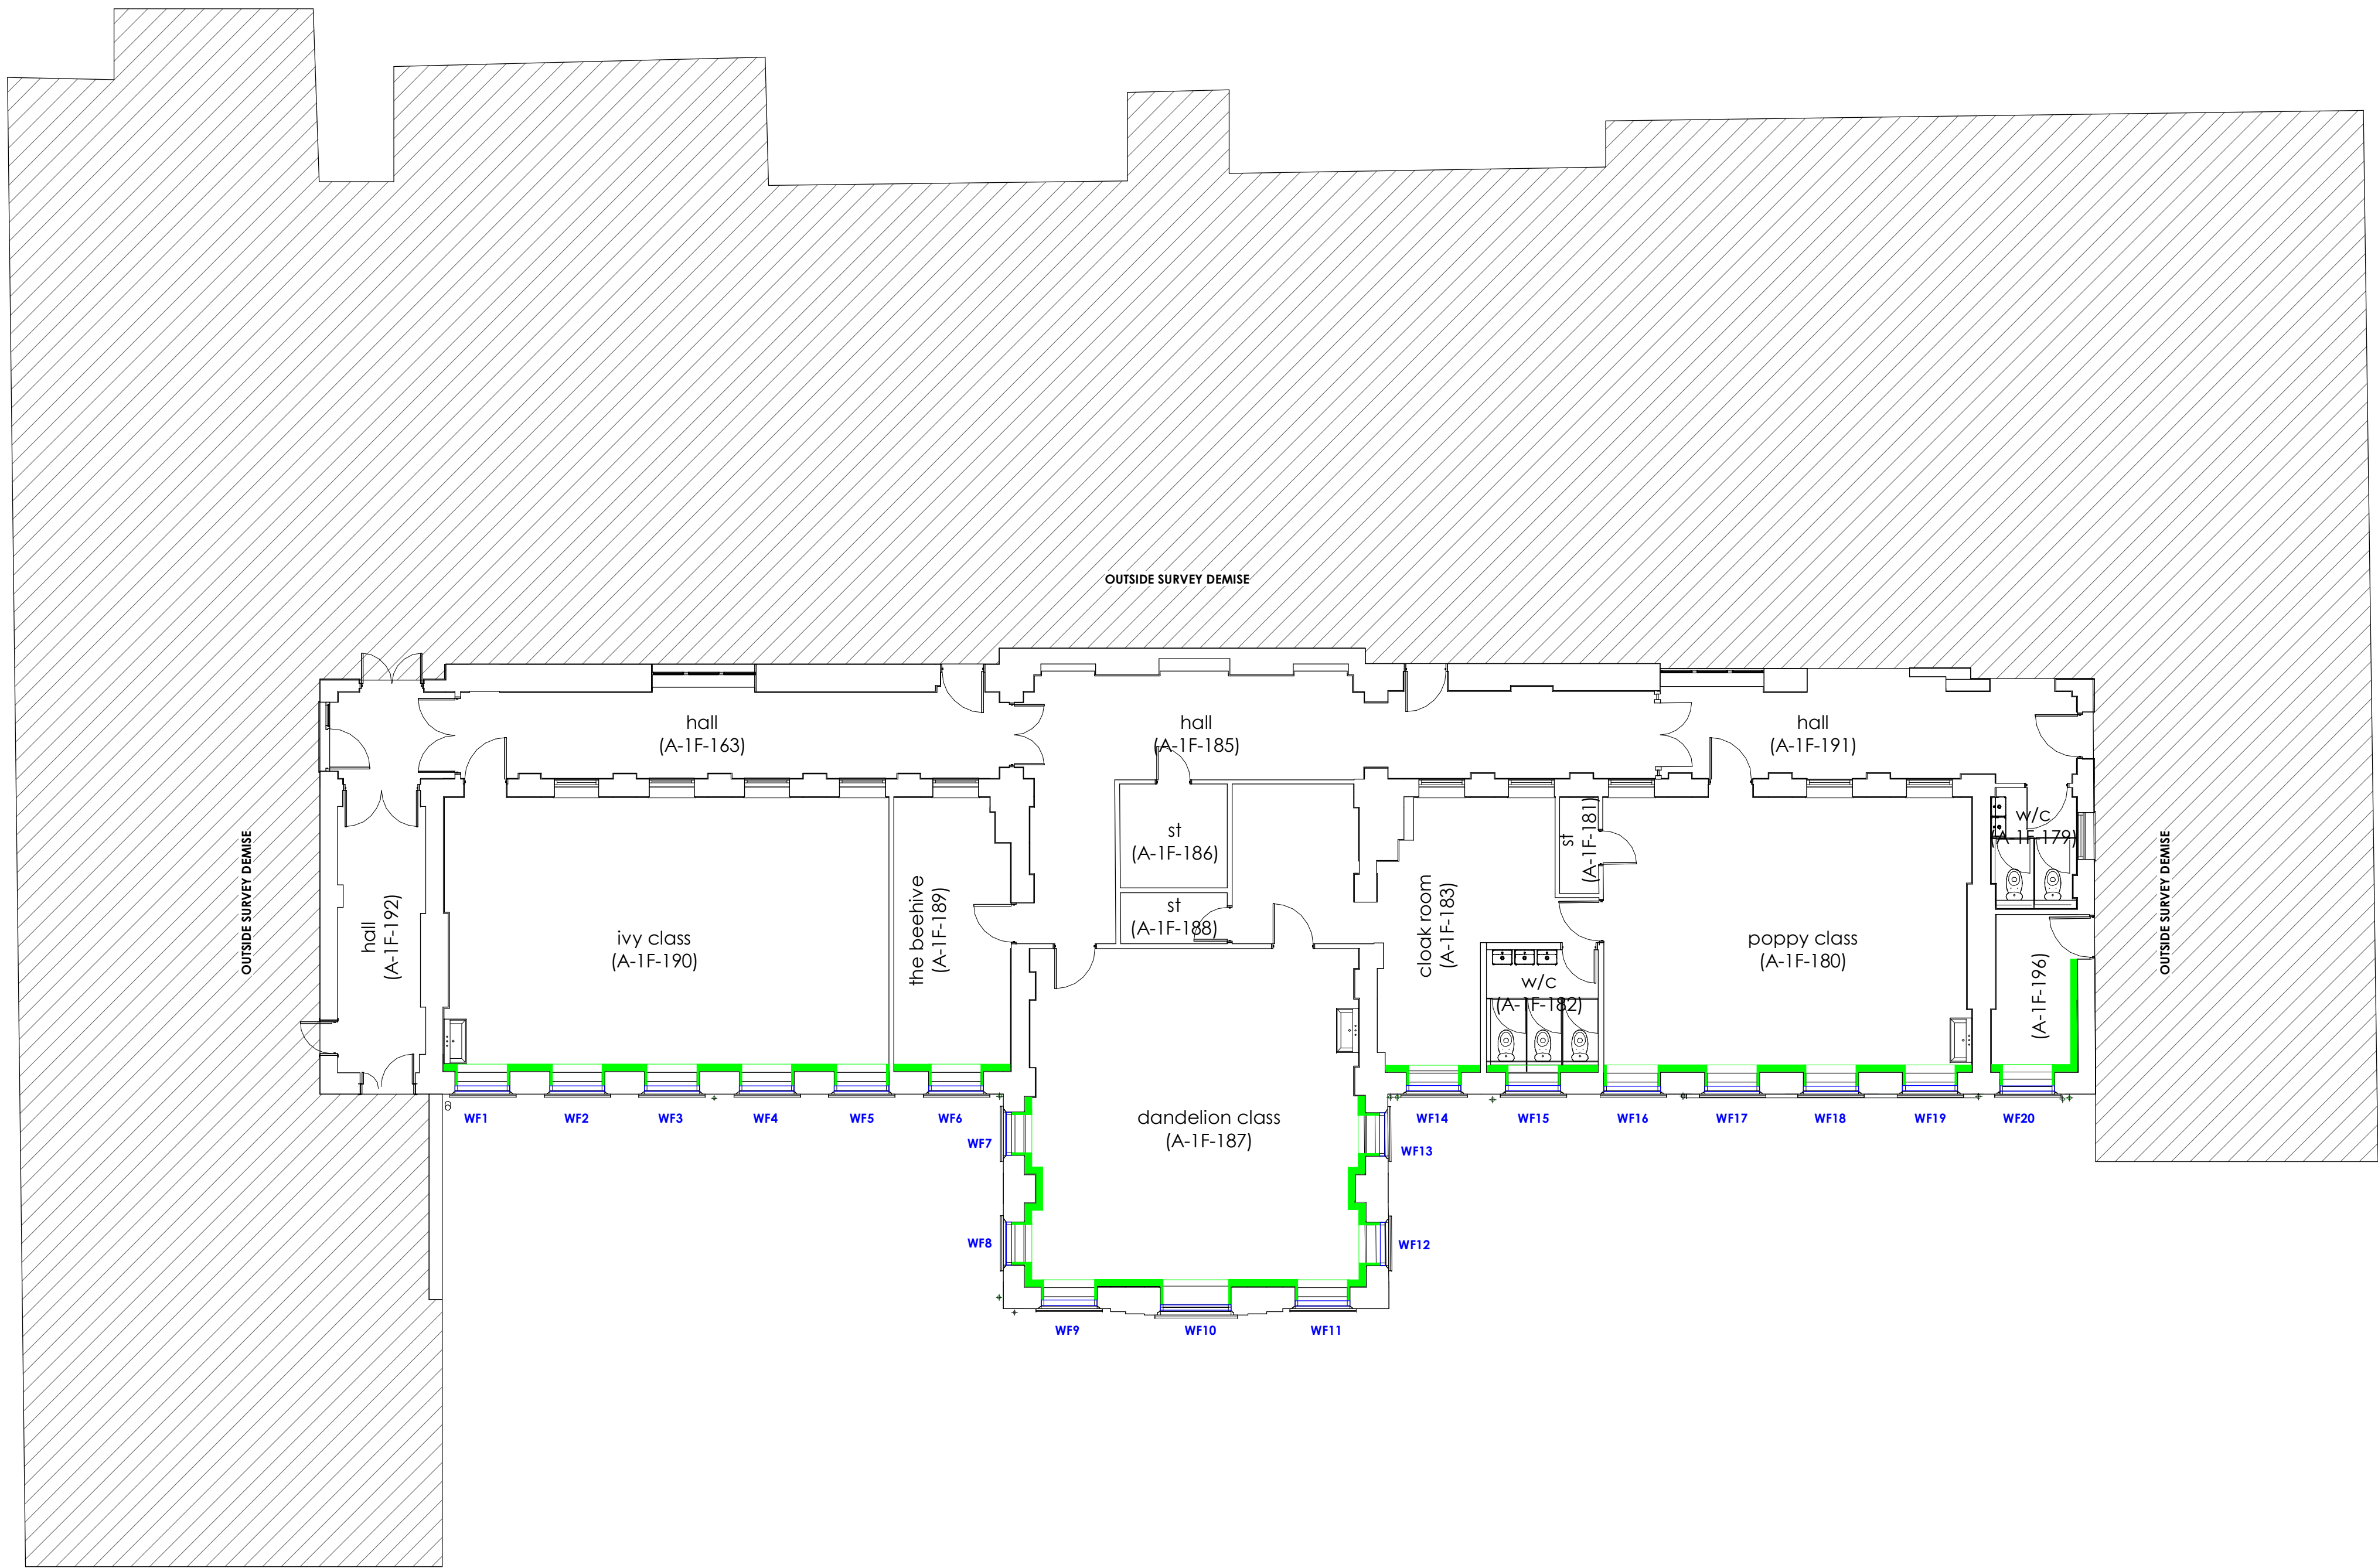 OUTSIDE SURVEY DEMISE
hall
(A-1F-163)
hall
(A-1F-185)
hall
(A-1F-191)
st
(A-1F-186)
st
(A-1F-188)
st
(A-1F-181)
w/c
(A-1F-179)
OUTSIDE SURVEY DEMISE
hall
(A-1F-192)
ivy class
(A-1F-190)
the beehive
(A-1F-189)
cloak room
(A-1F-183)
w/c
(A-1F-182)
poppy class
(A-1F-180)
(A-1F-196)
OUTSIDE SURVEY DEMISE
dandelion class
(A-1F-187)
WF1
WF2
WF3
WF4
WF5
WF6
WF7
WF8
WF9
WF10
WF11
WF12
WF13
WF14
WF15
WF16
WF17
WF18
WF19
WF20